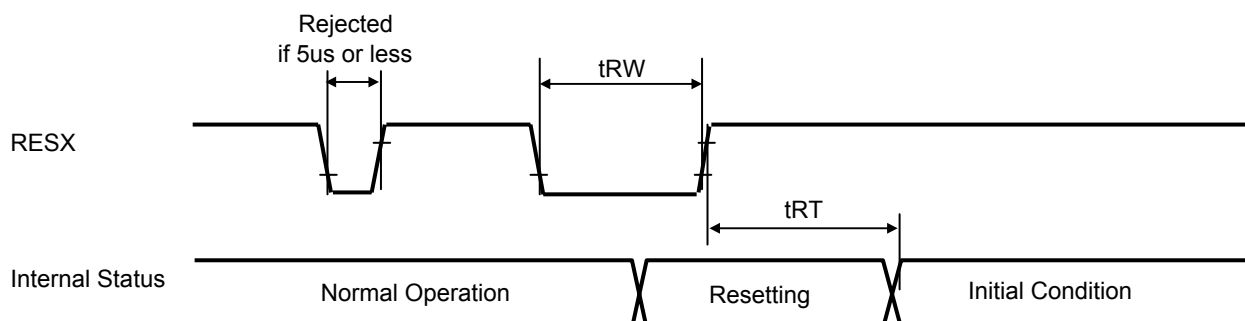 Rejected
if 5us or less
tRW
RESX
tRT
Internal Status
Normal Operation
Resetting
Initial Condition